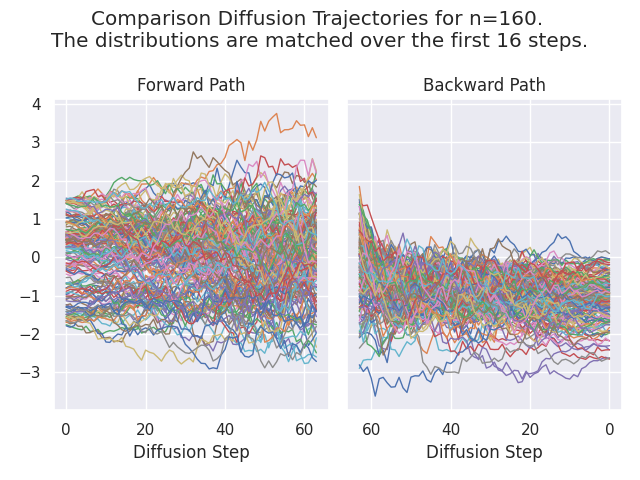 Comparison Diffusion Trajectories for n=160.
The distributions are matched over the first 16 steps.
Forward Path
Backward Path
4
3
2
1
0
−1
−2
−3
0 20 40 60
60 40 20 0
Diffusion Step
Diffusion Step